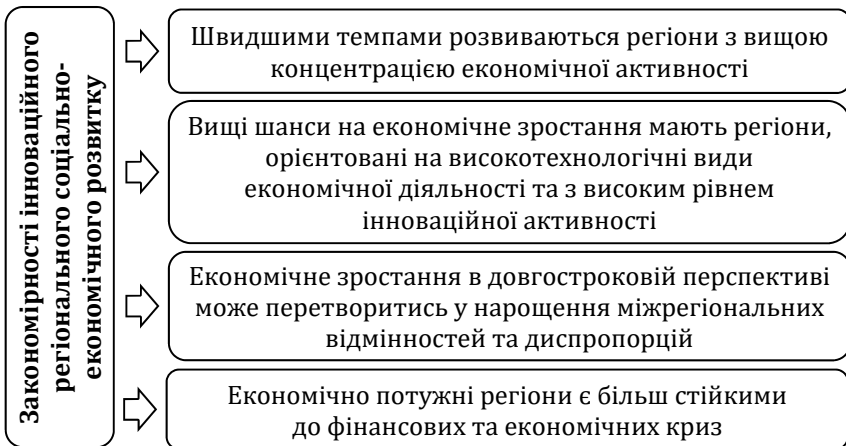 Закономірності інноваційного
регіонального соціально-
економічного розвитку
Швидшими темпами розвиваються регіони з вищою
концентрацією економічної активності
Вищі шанси на економічне зростання мають регіони,
орієнтовані на високотехнологічні види
економічної діяльності та з високим рівнем
інноваційної активності
Економічне зростання в довгостроковій перспективі
може перетворитись у нарощення міжрегіональних
відмінностей та диспропорцій
Економічно потужні регіони є більш стійкими
до фінансових та економічних криз